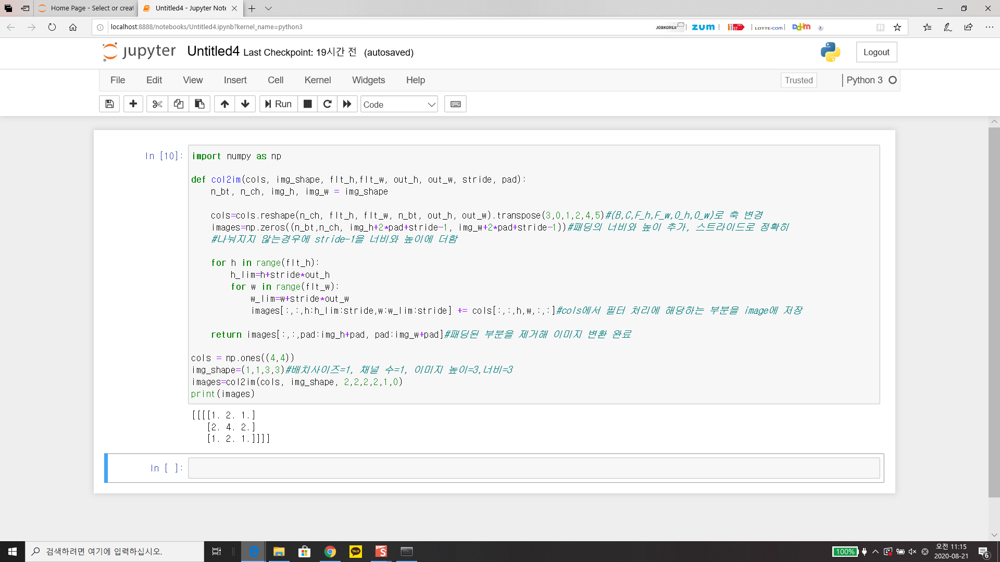 Home Page - Select or creat
Untitled4 - Jupyter Note
localhost:8888/notebooks/Untitled4.ipynb?kernel_name=python3
JOBKOREA
zum
11ST
LOTTE.COM
jupyter Untitled4 Last Checkpoint: 19시간 전 (autosaved)
Logout
File Edit View Insert Cell Kernel Widgets Help
Trusted
Python 3
Run
Code
In [10]:
import numpy as np
def col2im(cols, img_shape, flt_h,flt_w, out_h, out_w, stride, pad):
    n_bt, n_ch, img_h, img_w = img_shape
    cols=cols.reshape(n_ch, flt_h, flt_w, n_bt, out_h, out_w).transpose(3,0,1,2,4,5)#(B,C,F_h,F_w,O_h,O_w)로 축 변경
    images=np.zeros((n_bt,n_ch, img_h+2*pad+stride-1, img_w+2*pad+stride-1))#패딩의 너비와 높이 추가, 스트라이드로 정확히
    #나눠지지 않는경우에 stride-1을 너비와 높이에 더함
    for h in range(flt_h):
        h_lim=h+stride*out_h
        for w in range(flt_w):
            w_lim=w+stride*out_w
            images[:,:,h:h_lim:stride,w:w_lim:stride] += cols[:,:,h,w,:,:]#cols에서 필터 처리에 해당하는 부분을 image에 저장
    return images[:,:,pad:img_h+pad, pad:img_w+pad]#패딩된 부분을 제거해 이미지 변환 완료
cols = np.ones((4,4))
img_shape=(1,1,3,3)#배치사이즈=1, 채널 수=1, 이미지 높이=3,너비=3
images=col2im(cols, img_shape, 2,2,2,2,1,0)
print(images)
[[[[1. 2. 1.]
   [2. 4. 2.]
   [1. 2. 1.]]]]
In [ ]:
검색하려면 여기에 입력하십시오.
TALK
S
100%
오전 11:15
2020-08-21
6